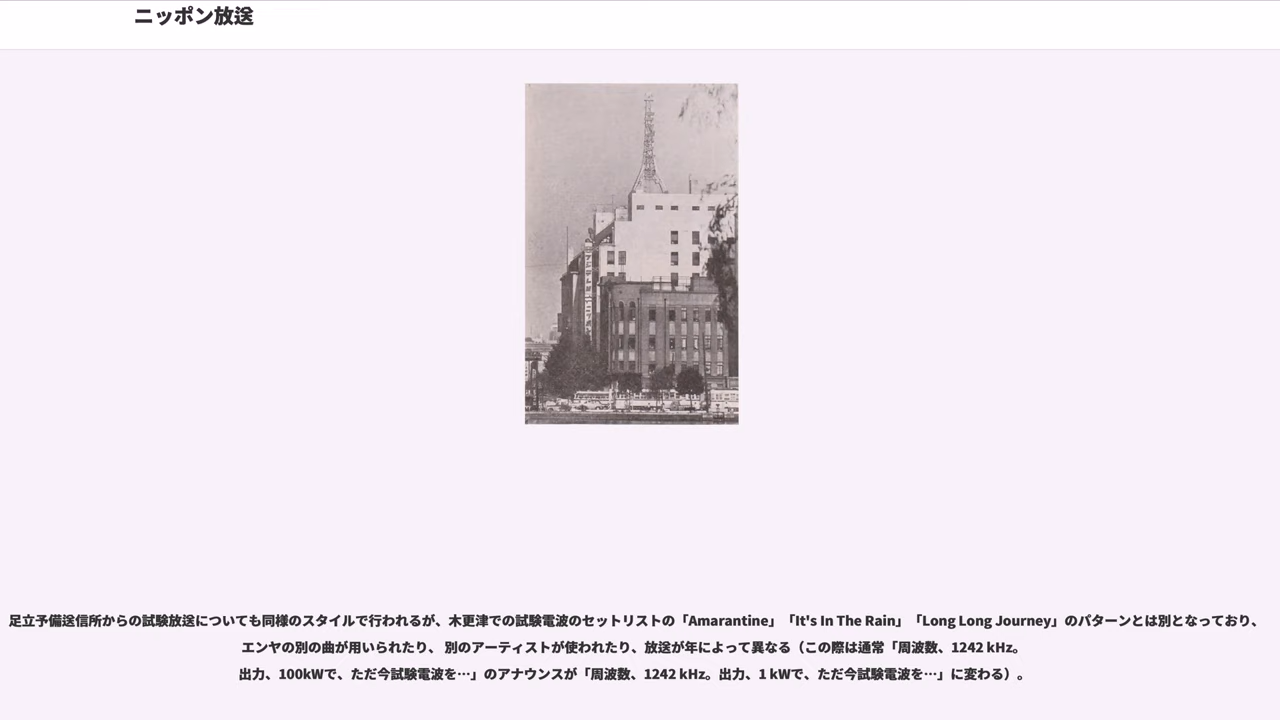 ニッポン放送
足立予備送信所からの試験放送についても同様のスタイルで行われるが、木更津での試験電波のセットリストの「Amarantine」「It's In The Rain」「Long Long Journey」のパターンとは別となっており、
エンヤの別の曲が用いられたり、 別のアーティストが使われたり、放送が年によって異なる（この際は通常「周波数、1242 kHz。
出力、100kWで、ただ今試験電波を…」のアナウンスが「周波数、1242 kHz。出力、1 kWで、ただ今試験電波を…」に変わる）。